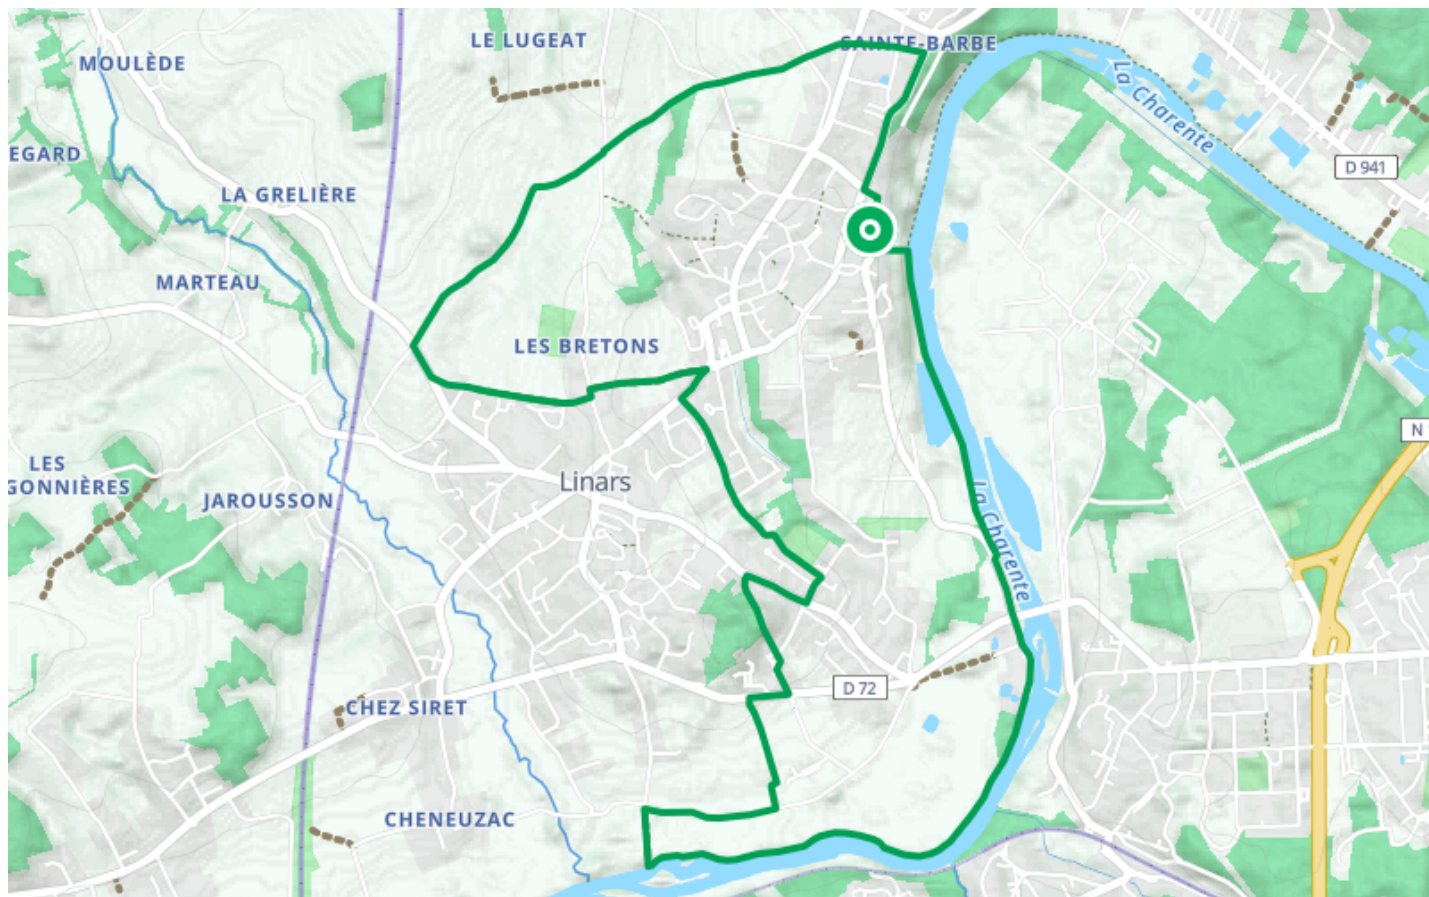 LE LUGEAT
SAINTE-BARBE
MOULÈDE
La Charente
EGARD
D 941
LA GRELIÈRE
MARTEAU
LES BRETONS
N
LES
GONNIÈRES
Linars
JAROUSSON
La Charente
D 72
CHEZ SIRET
CHENEUZAC